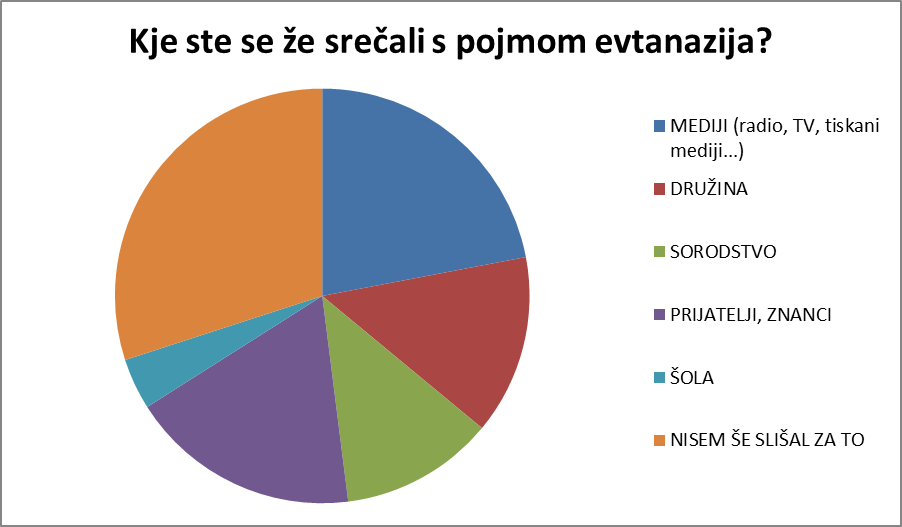 Kje ste se že srečali s pojmom evtanazija?
MEDIJI (radio, TV, tiskani
mediji...)
DRUŽINA
SORODSTVO
PRIJATELJI, ZNANCI
ŠOLA
NISEM ŠE SLIŠAL ZA TO